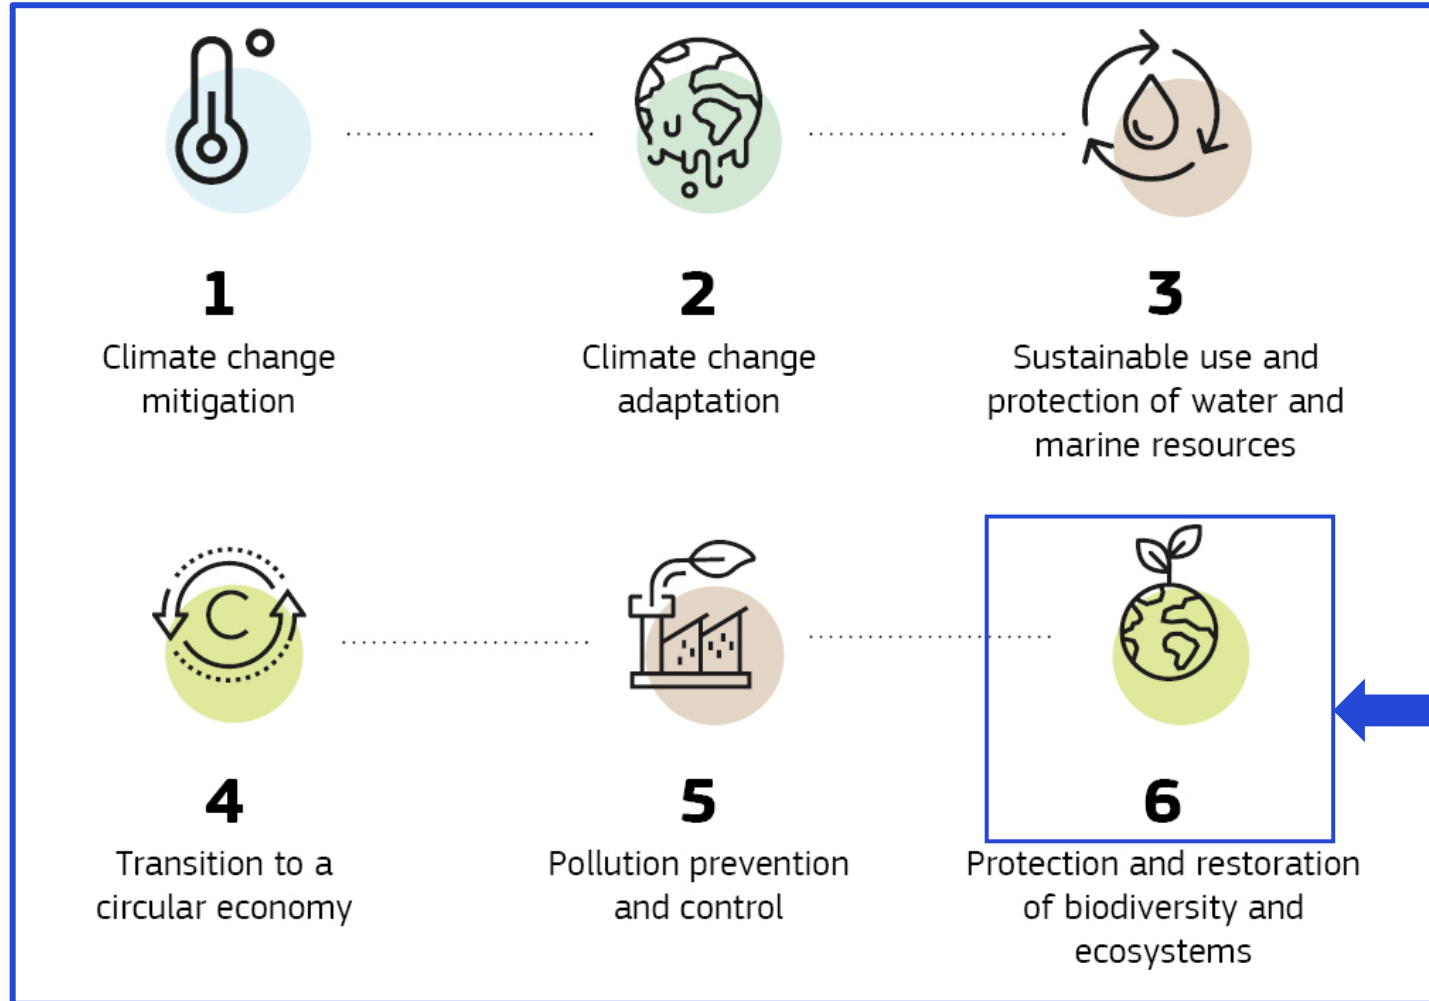 1
Climate change
mitigation
2
Climate change
adaptation
3
Sustainable use and
protection of water and
marine resources
C
4
Transition to a
circular economy
5
Pollution prevention
and control
6
Protection and restoration
of biodiversity and
ecosystems